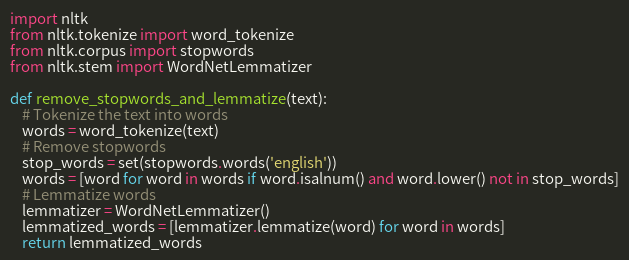 import nltk
from nltk.tokenize import word_tokenize
from nltk.corpus import stopwords
from nltk.stem import WordNetLemmatizer

def remove_stopwords_and_lemmatize(text):
    # Tokenize the text into words
    words = word_tokenize(text)
    # Remove stopwords
    stop_words = set(stopwords.words('english'))
    words = [word for word in words if word.isalnum() and word.lower() not in stop_words]
    # Lemmatize words
    lemmatizer = WordNetLemmatizer()
    lemmatized_words = [lemmatizer.lemmatize(word) for word in words]
    return lemmatized_words